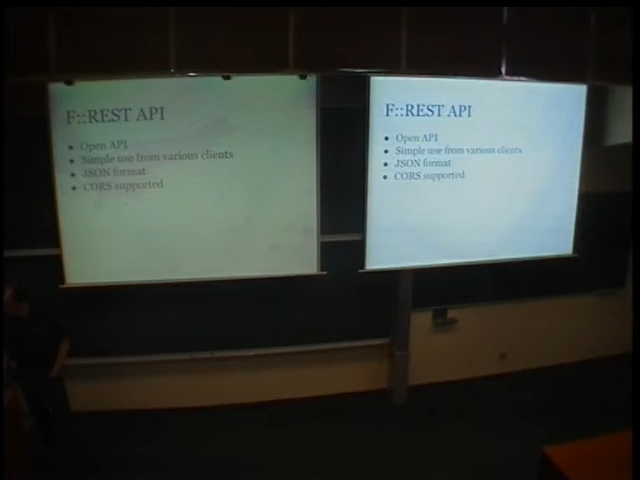 F::REST API
• Open API
• Simple use from various clients
• JSON format
• CORS supported
F::REST API
• Open API
• Simple use from various clients
• JSON format
• CORS supported